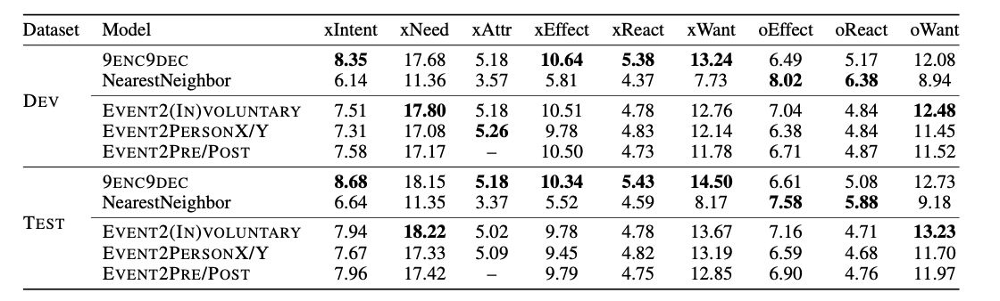 Dataset Model xIntent xNeed xAttr xEffect xReact xWant oEffect oReact oWant
9ENC9DEC 8.35 17.68 5.18 10.64 5.38 13.24 6.49 5.17 12.08
NearestNeighbor 6.14 11.36 3.57 5.81 4.37 7.73 8.02 6.38 8.94
DEV
EVENT2(IN)VOLUNTARY 7.51 17.80 5.18 10.51 4.78 12.76 7.04 4.84 12.48
EVENT2PERSONX/Y 7.31 17.08 5.26 9.78 4.83 12.14 6.38 4.84 11.45
EVENT2PRE/POST 7.58 17.17 – 10.50 4.73 11.78 6.71 4.87 11.52
9ENC9DEC 8.68 18.15 5.18 10.34 5.43 14.50 6.61 5.08 12.73
NearestNeighbor 6.64 11.35 3.37 5.52 4.59 8.17 7.58 5.88 9.18
TEST
EVENT2(IN)VOLUNTARY 7.94 18.22 5.02 9.78 4.78 13.67 7.16 4.71 13.23
EVENT2PERSONX/Y 7.67 17.33 5.09 9.45 4.82 13.19 6.59 4.68 11.70
EVENT2PRE/POST 7.96 17.42 – 9.79 4.75 12.85 6.90 4.76 11.97